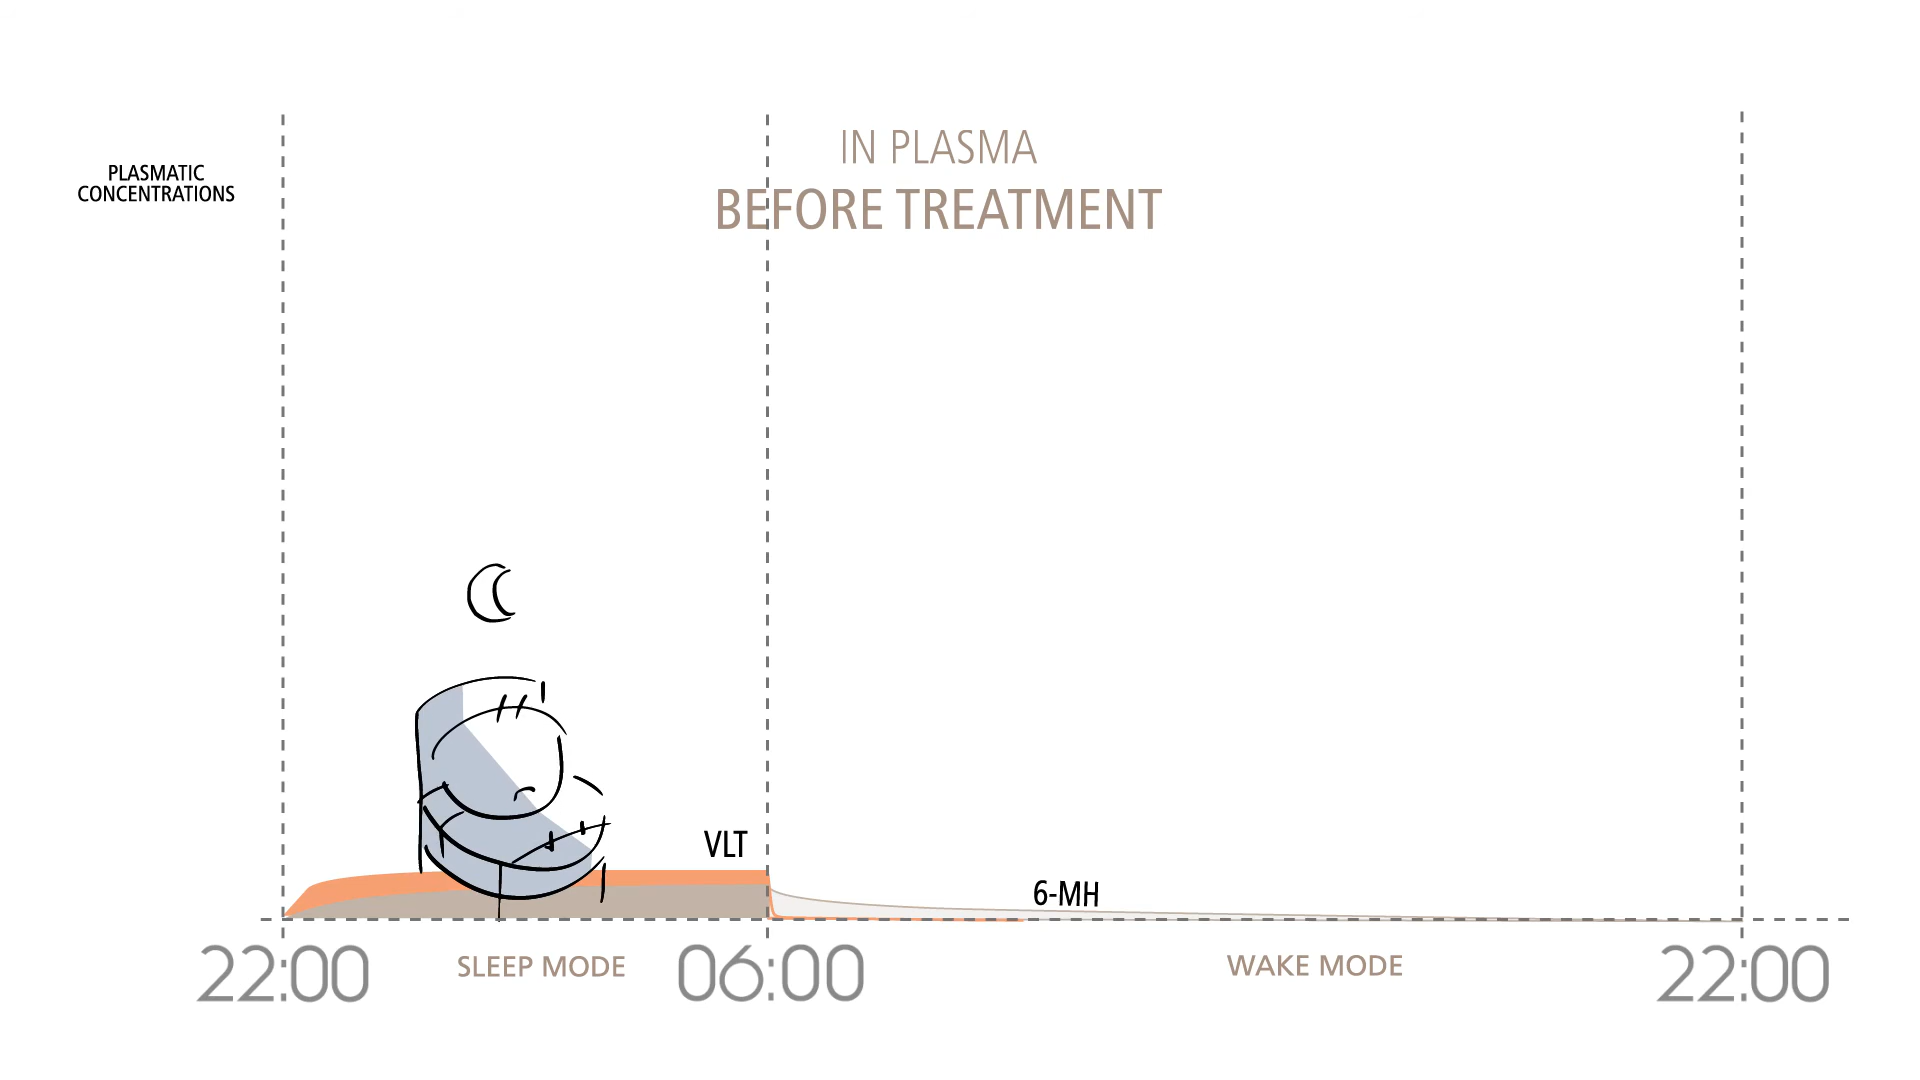 IN PLASMA
BEFORE TREATMENT
PLASMATIC
CONCENTRATIONS
VLT
6-MH
22:00
SLEEP MODE
06:00
WAKE MODE
22:00